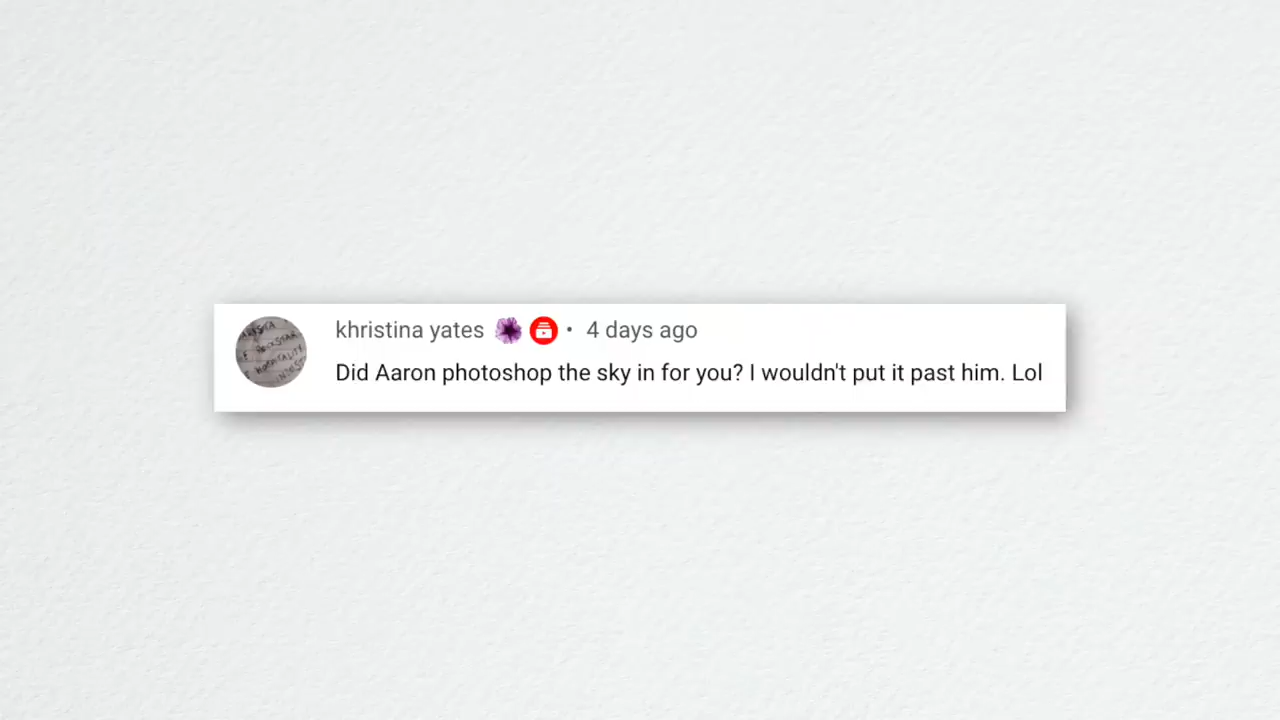 khristina yates • 4 days ago
Did Aaron photoshop the sky in for you? I wouldn't put it past him. Lol